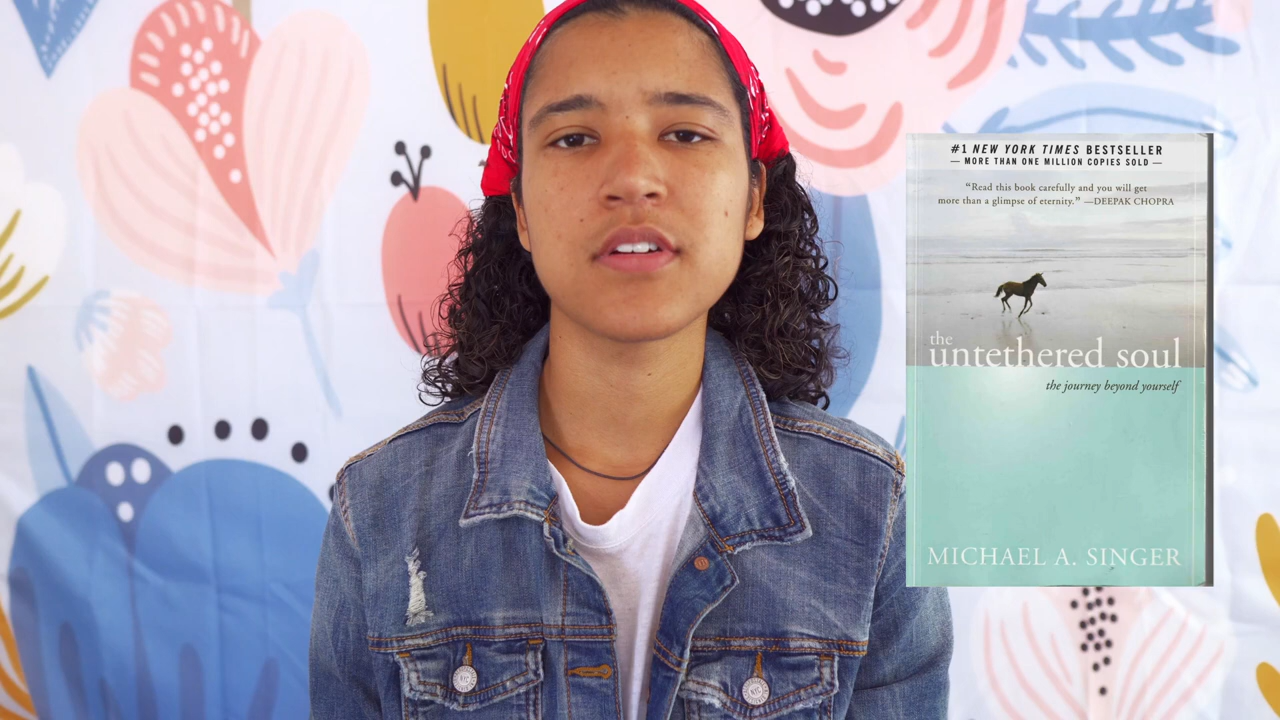 #1 NEW YORK TIMES BESTSELLER
— MORE THAN ONE MILLION COPIES SOLD —
“Read this book carefully and you will get
more than a glimpse of eternity.” —DEEPAK CHOPRA
the
untethered soul
the journey beyond yourself
MICHAEL A. SINGER